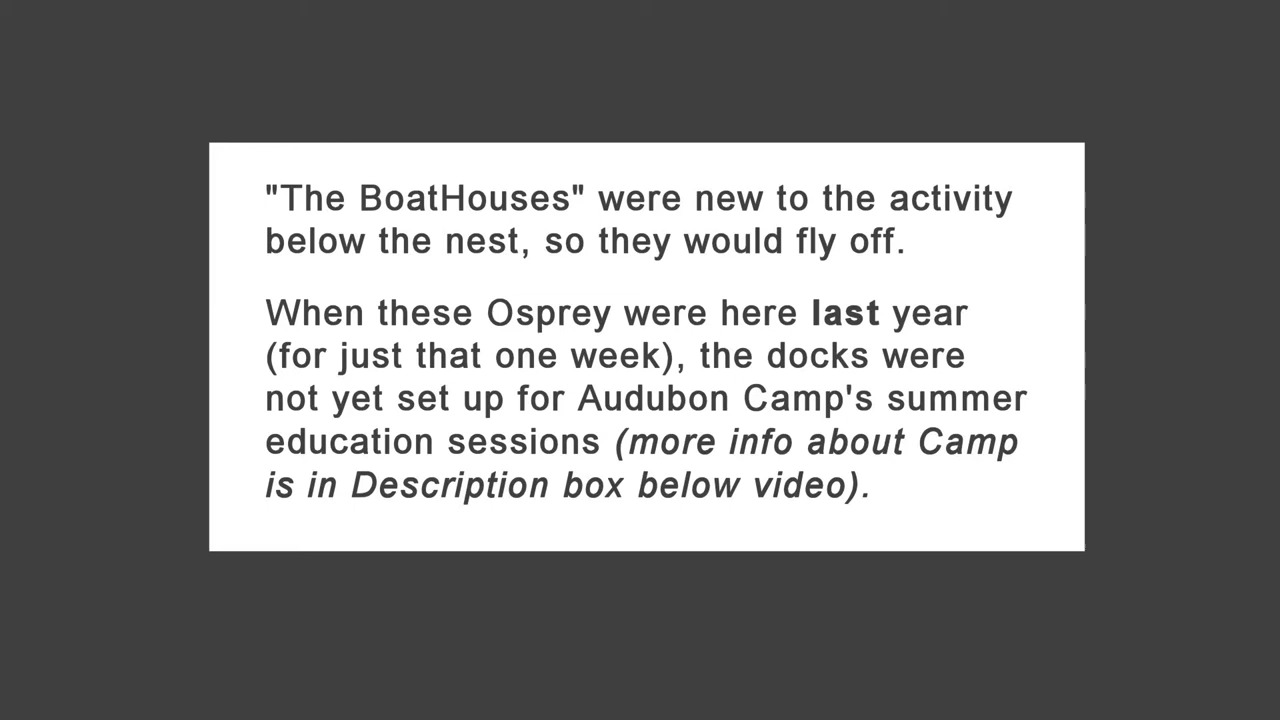 "The BoatHouses" were new to the activity
below the nest, so they would fly off.
When these Osprey were here last year
(for just that one week), the docks were
not yet set up for Audubon Camp's summer
education sessions (more info about Camp
is in Description box below video).